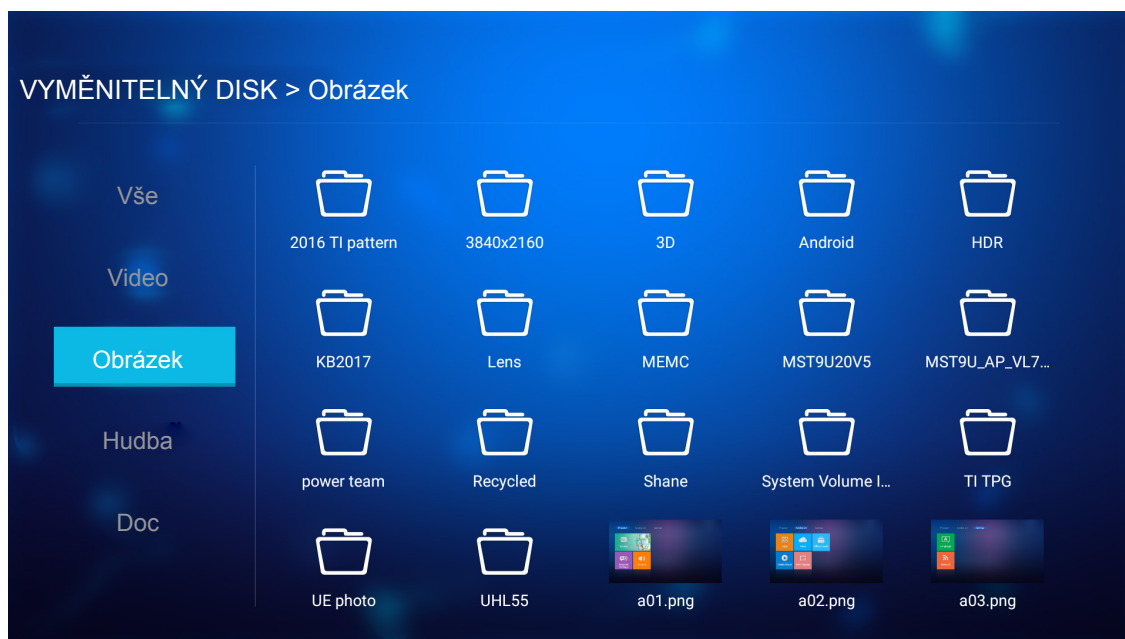 VYMĚNITELNÝ DISK > Obrázek
Vše
Video
Obrázek
Hudba
Doc
2016 TI pattern
3840x2160
3D
Android
HDR
KB2017
Lens
MEMC
MST9U20V5
MST9U_AP_VL7...
power team
Recycled
Shane
System Volume I...
TI TPG
UE photo
UHL55
a01.png
a02.png
a03.png